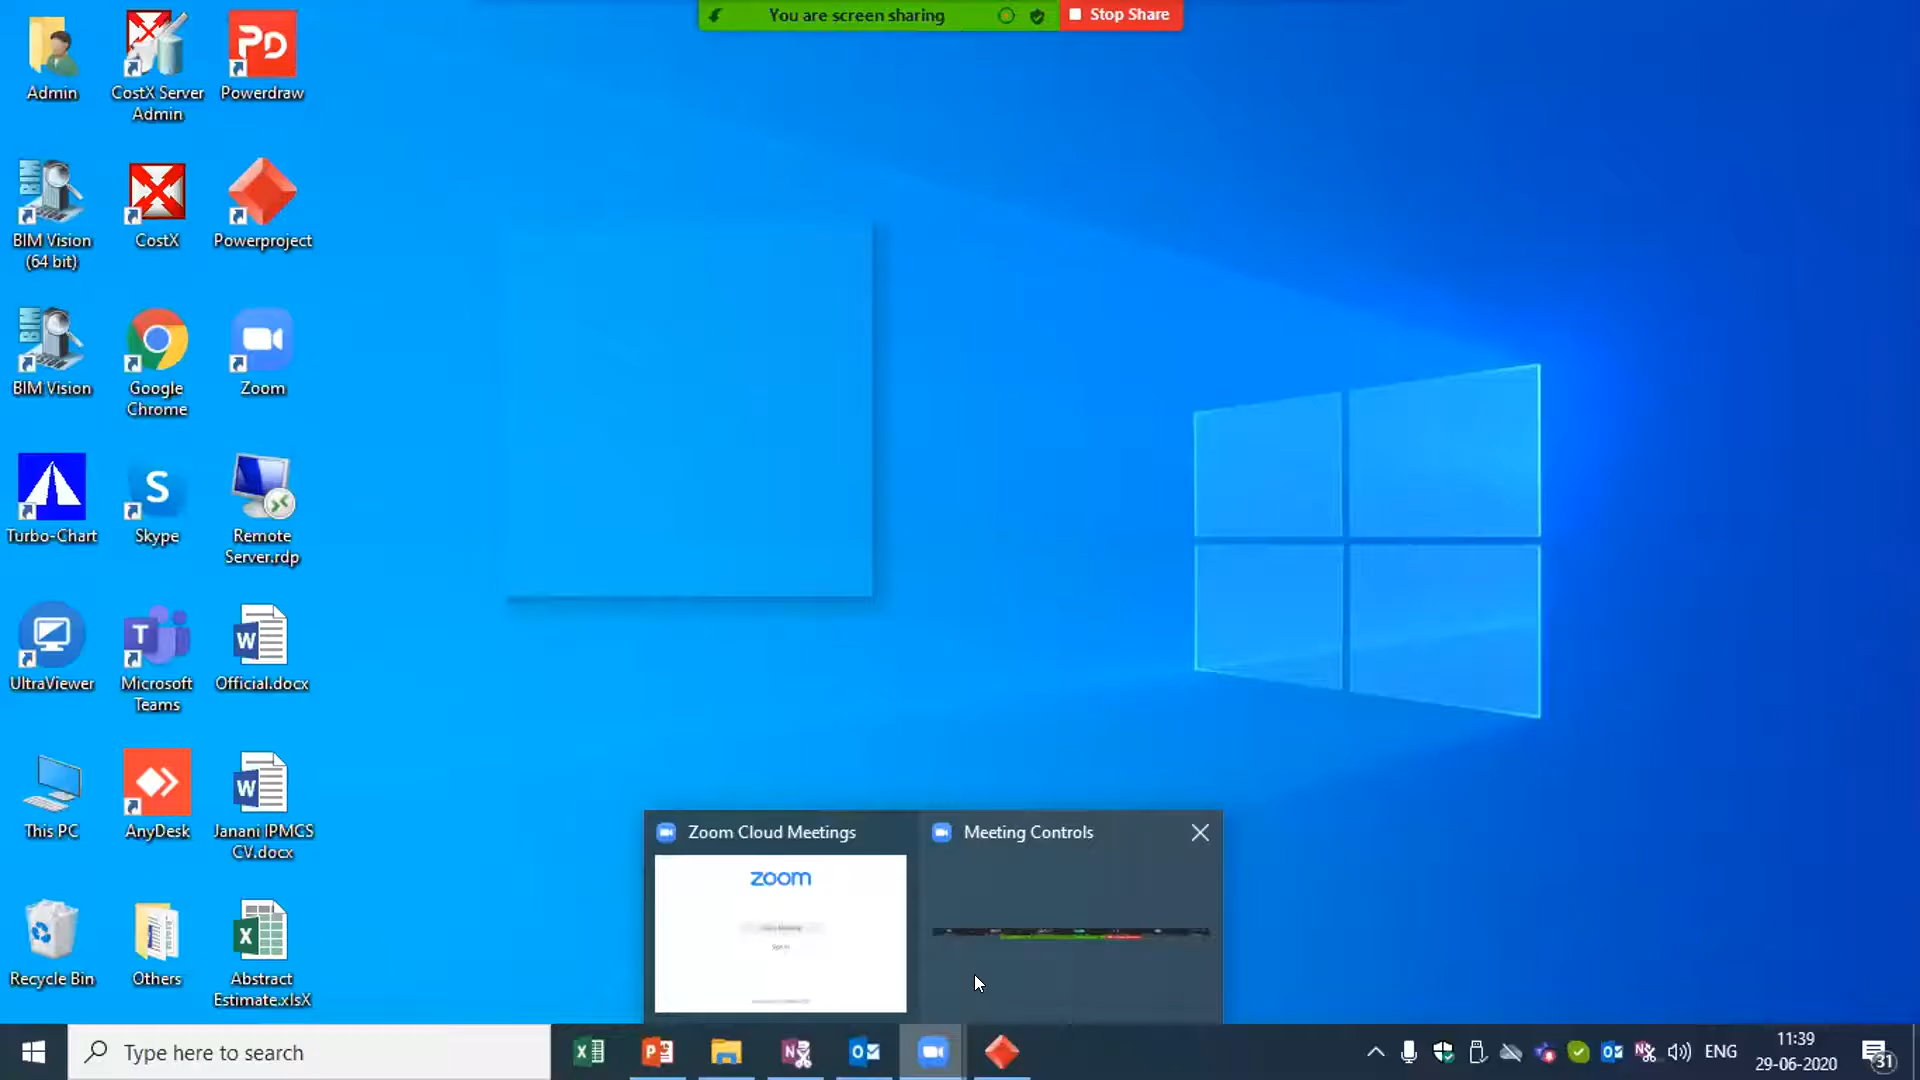 You are screen sharing
Stop Share
Admin
CostX Server
Admin
Powerdraw
BIM Vision
(64 bit)
CostX
Powerproject
BIM Vision
Google
Chrome
Zoom
Turbo-Chart
Skype
Remote
Server.rdp
UltraViewer
Microsoft
Teams
Official.docx
This PC
AnyDesk
Janani IPMCS
CV.docx
Recycle Bin
Others
Abstract
Estimate.xlsX
Zoom Cloud Meetings
Meeting Controls
zoom
Type here to search
ENG
11:39
29-06-2020
31